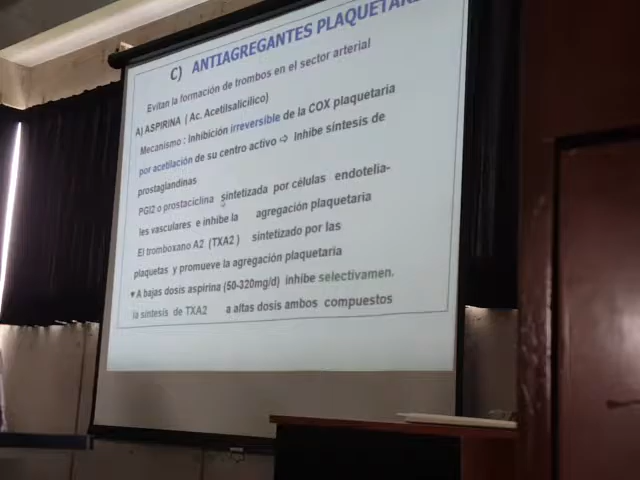 C) ANTIAGREGANTES PLAQUETAR
Evitan la formación de trombos en el sector arterial
A) ASPIRINA ( Ac. Acetilsalicílico)
Mecanismo : Inhibición irreversible de la COX plaquetaria
por acetilación de su centro activo ⇨ Inhibe síntesis de
prostaglandinas
PGI2 o prostaciclina sintetizada por células endotelia-
les vasculares e inhibe la agregación plaquetaria
El tromboxano A2 (TXA2 ) sintetizado por las
plaquetas y promueve la agregación plaquetaria
▾ A bajas dosis aspirina (50-320mg/d) inhibe selectivamen.
la síntesis de TXA2 a altas dosis ambos compuestos